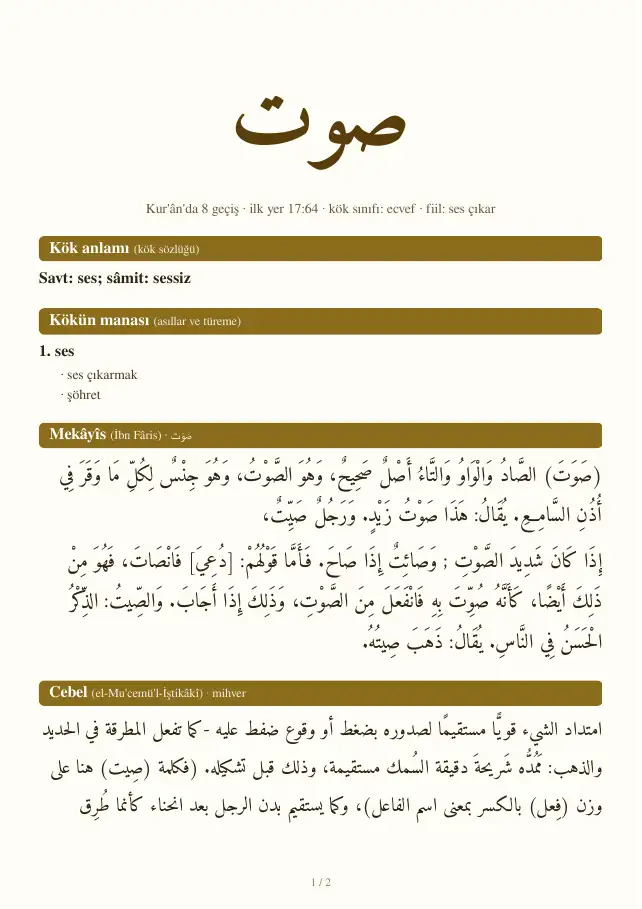 صوت
Kur'ân'da 8 geçiş · ilk yer 17:64 · kök sınıfı: ecvef · fiil: ses çıkar
Kök anlamı (kök sözlüğü)
Savt: ses; sâmit: sessiz
Kökün manası (asıllar ve türeme)
1. ses
· ses çıkarmak
· şöhret
Mekâyîs (İbn Fâris) · صَوَتَ
(صَوَتَ) الصَّادُ وَالْوَاوُ وَالتَّاءُ أَصْلٌ صَحِيحٌ، وَهُوَ الصَّوْتُ، وَهُوَ جِنْسٌ لِكُلِّ مَا وَقَرَ فِي
أُذُنِ السَّامِعِ. يُقَالُ: هَذَا صَوْتُ زَيْدٍ. وَرَجُلٌ صَيِّتٌ،
إِذَا كَانَ شَدِيدَ الصَّوْتِ ; وَصَائِتٌ إِذَا صَاحَ. فَأَمَّا قَوْلُهُمْ: [دُعِيَ] فَانْصَاتَ، فَهُوَ مِنْ
ذَلِكَ أَيْضًا، كَأَنَّهُ صُوِّتَ بِهِ فَانْفَعَلَ مِنَ الصَّوْتِ، وَذَلِكَ إِذَا أَجَابَ. والصِّيتُ: الذِّكْرُ
الْحَسَنُ فِي النَّاسِ. يُقَالُ: ذَهَبَ صِيتُهُ.
Cebel (el-Mu'cemü'l-İştikâkî) · mihver
امتداد الشيء قويًّا مستقيمًا لصدوره بضغط أو وقوع ضغط عليه -كما تفعل المطرقة في الحديد
والذهب: تَمُدُّه شَريحةً دقيقة السُمك مستقيمة، وذلك قبل تشكيله. (فكلمة (صِيت) هنا على
وزن (فِعل) بالكسر بمعنى اسم الفاعل)، وكما يستقيم بدن الرجل بعد انحناء كأنما طُرِق
1 / 2